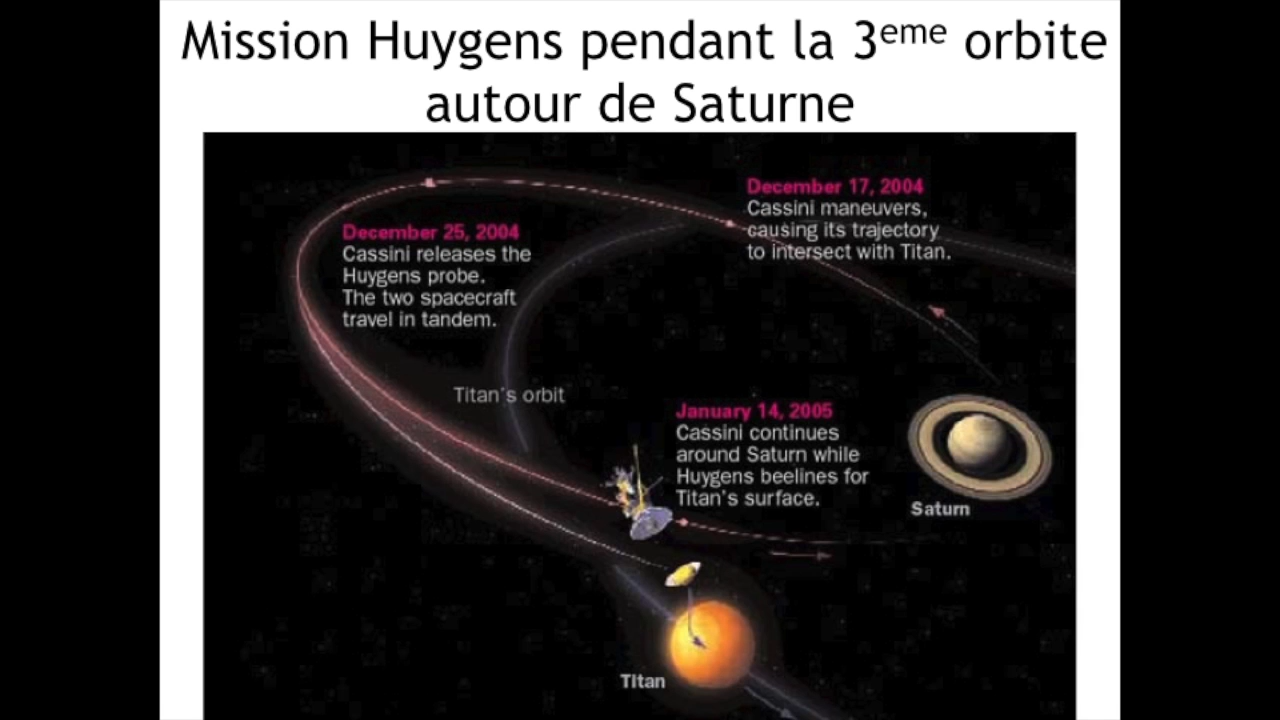 Mission Huygens pendant la 3eme orbite
autour de Saturne
December 17, 2004
Cassini maneuvers,
causing its trajectory
to intersect with Titan.
December 25, 2004
Cassini releases the
Huygens probe.
The two spacecraft
travel in tandem.
Titan's orbit
January 14, 2005
Cassini continues
around Saturn while
Huygens beelines for
Titan's surface.
Saturn
Titan